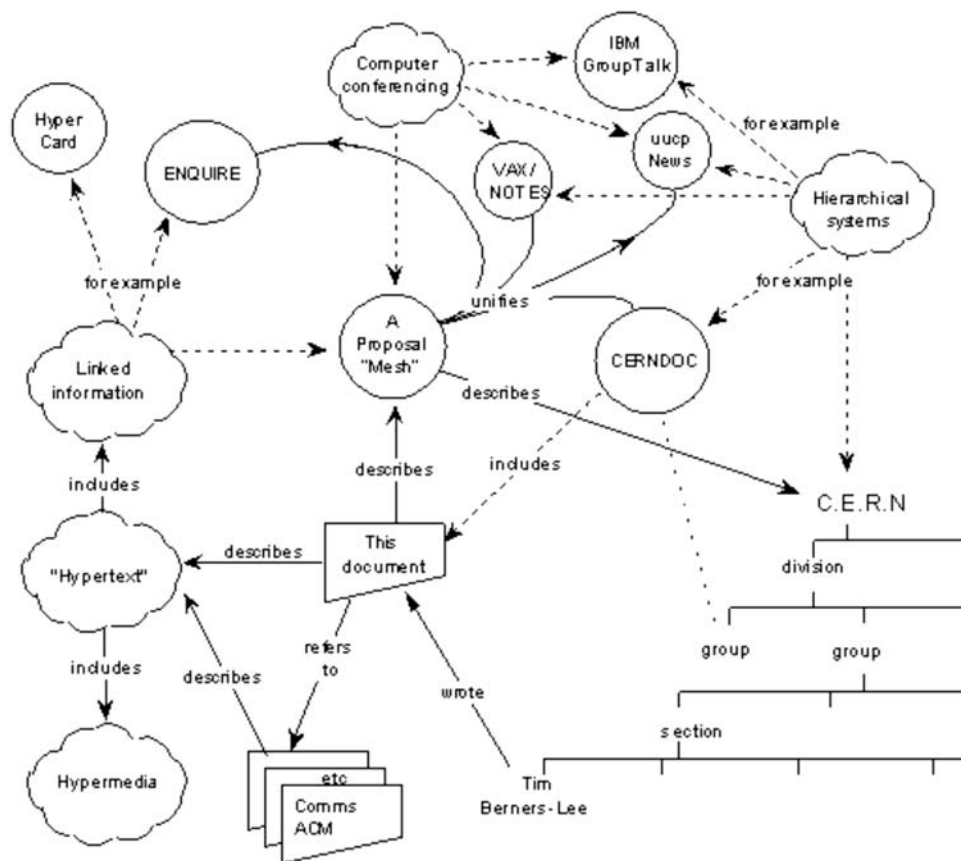 IBM
GroupTalk
Computer
conferencing
Hyper
Card
ENQUIRE
for example
uucp
News
VAX/
NOTES
Hierarchical
systems
for example
unifies
for example
A
Proposal
"Mesh"
CERNDOC
Linked
information
describes
includes
describes
includes
C.E.R.N
This
document
describes
"Hypertext"
division
includes
refers
to
describes
wrote
group
group
section
Hypermedia
etc
Comms
ACM
Tim
Berners-Lee